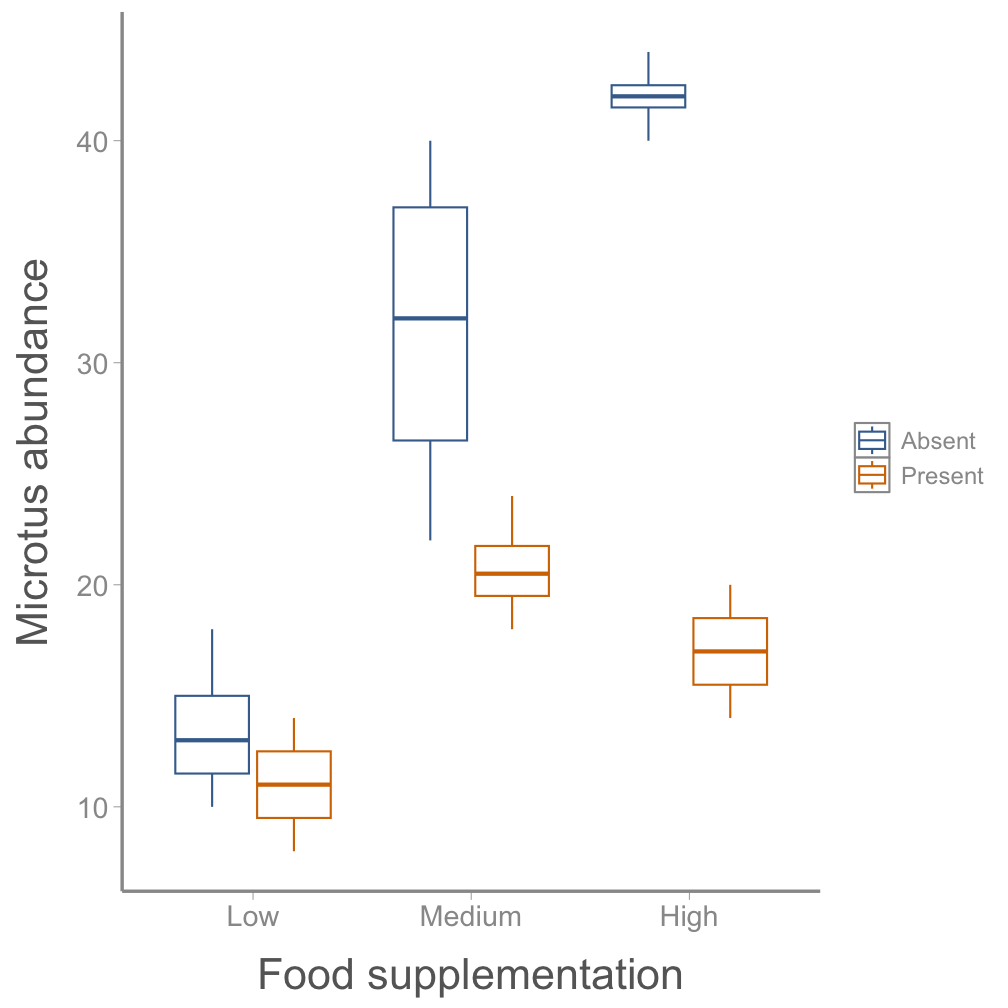 Microtus abundance
40
30
20
10
Low Medium High
Food supplementation
Absent
Present